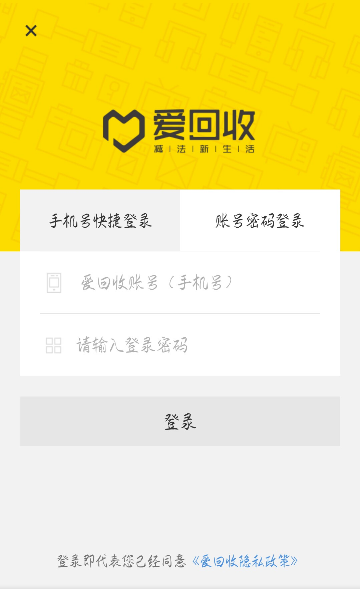 爱回收
减 | 法 | 新 | 生 | 活
手机号快捷登录 账号密码登录
爱回收账号（手机号）
请输入登录密码
登录
登录即代表您已经同意《爱回收隐私政策》